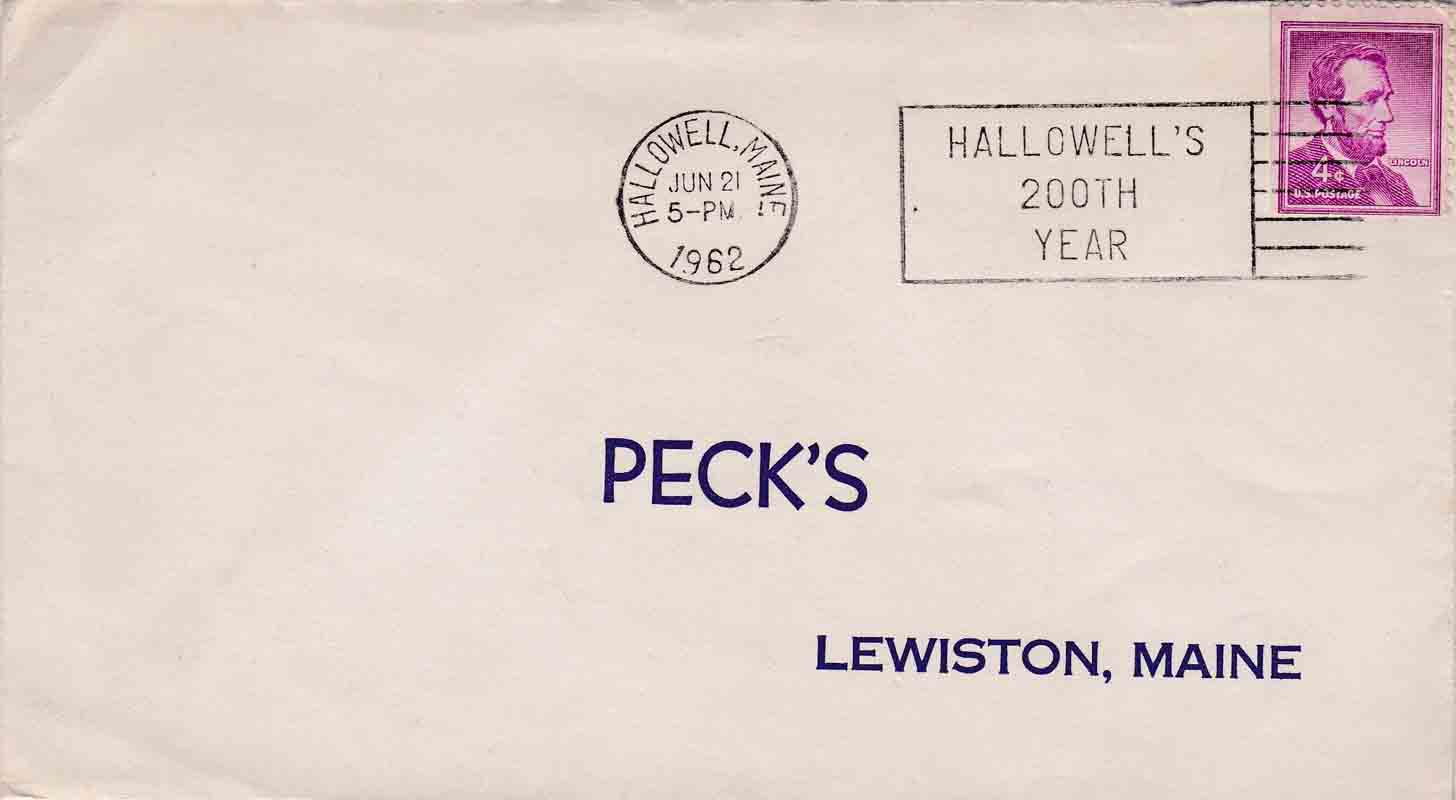 HALLOWELL, MAINE
JUN 21
5-PM
1962
HALLOWELL'S
200TH
YEAR
LINCOLN
4¢
U.S. POSTAGE
PECK'S
LEWISTON, MAINE